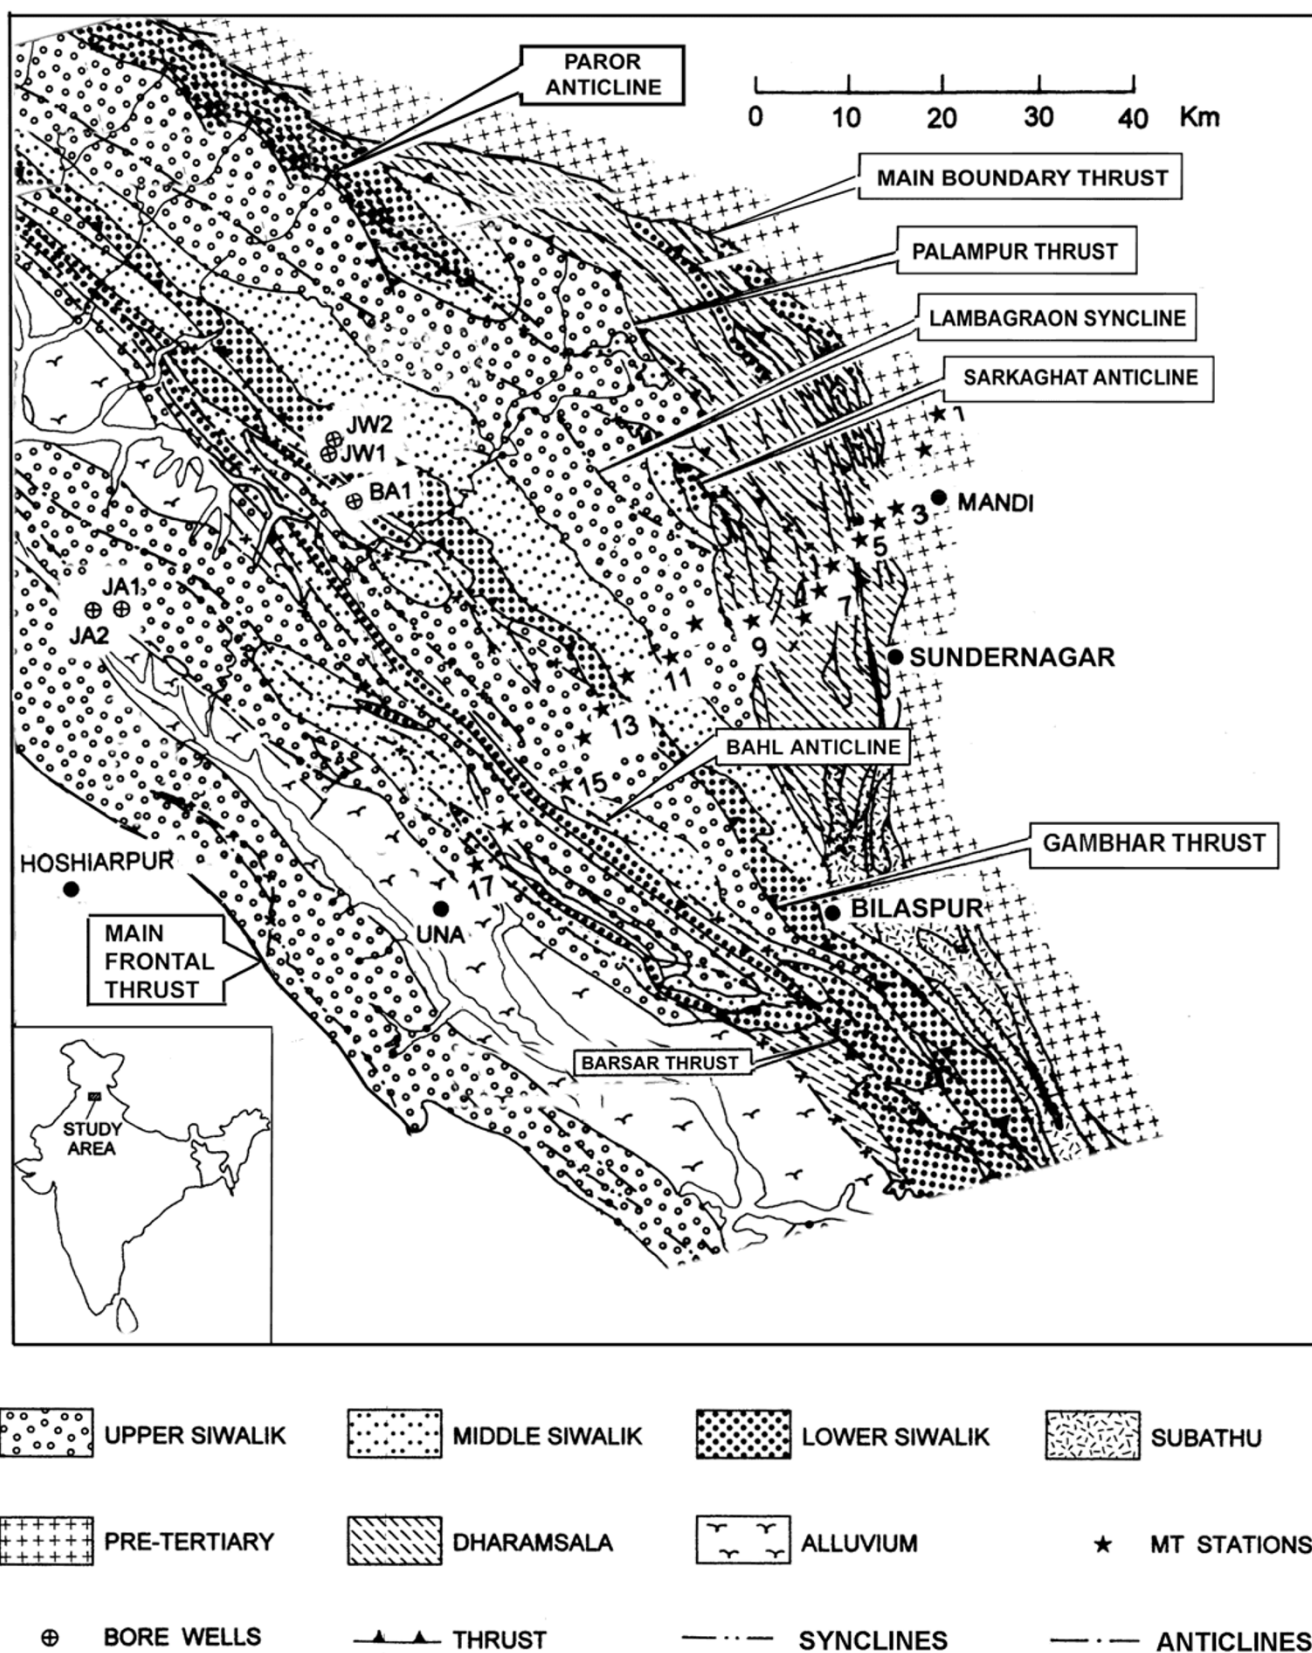 PAROR
ANTICLINE
0 10 20 30 40 Km
MAIN BOUNDARY THRUST
PALAMPUR THRUST
LAMBAGRAON SYNCLINE
SARKAGHAT ANTICLINE
1
JW2
JW1
BA1
MANDI
3
5
JA1
JA2
7
9
SUNDERNAGAR
11
13
BAHL ANTICLINE
15
GAMBHAR THRUST
HOSHIARPUR
17
BILASPUR
UNA
MAIN
FRONTAL
THRUST
BARSAR THRUST
STUDY
AREA
UPPER SIWALIK
MIDDLE SIWALIK
LOWER SIWALIK
SUBATHU
PRE-TERTIARY
DHARAMSALA
ALLUVIUM
MT STATIONS
BORE WELLS
THRUST
SYNCLINES
ANTICLINES